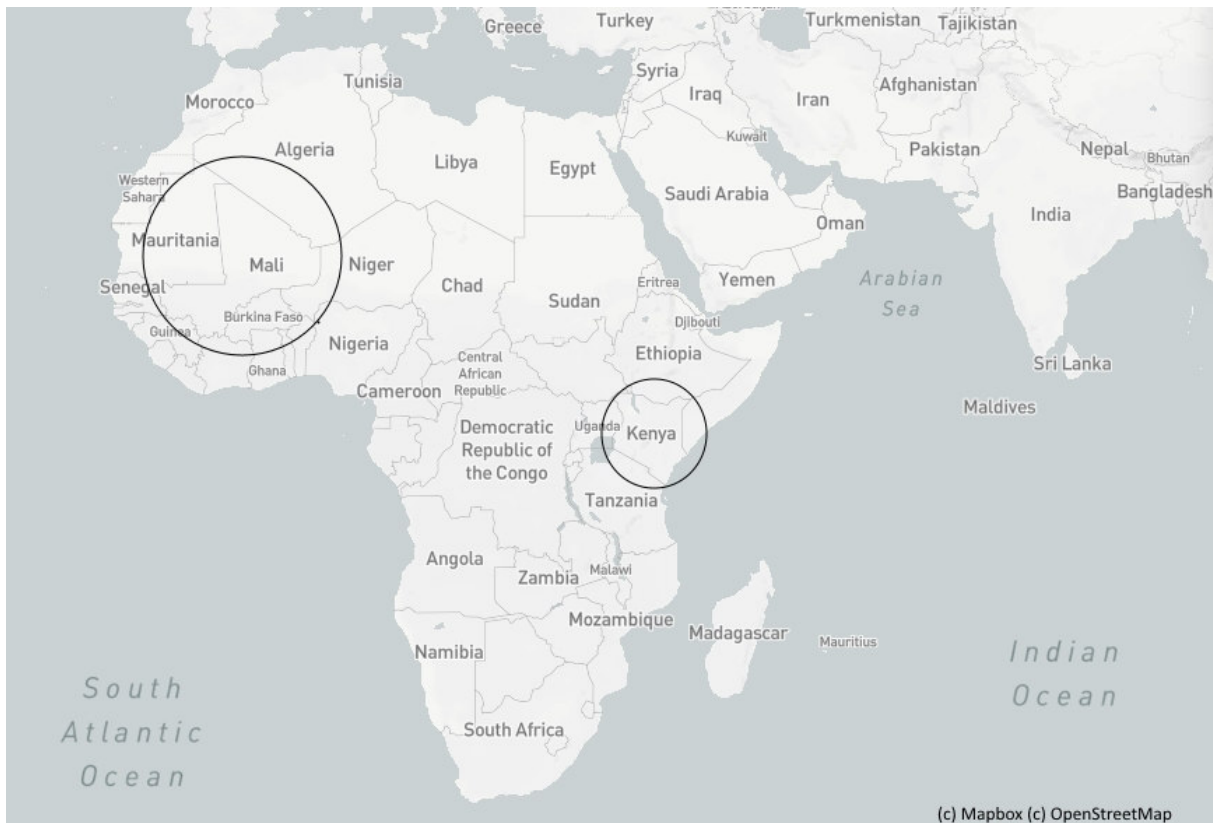 Greece
Turkey
Turkmenistan
Tajikistan
Tunisia
Syria
Afghanistan
Morocco
Iraq
Iran
Kuwait
Algeria
Libya
Egypt
Pakistan
Nepal
Bhutan
Western
Sahara
Saudi Arabia
Bangladesh
Oman
India
Mauritania
Mali
Niger
Senegal
Chad
Sudan
Eritrea
Yemen
Arabian
Sea
Burkina Faso
Guinea
Djibouti
Nigeria
Ethiopia
Ghana
Central
African
Republic
Cameroon
Sri Lanka
Maldives
Democratic
Republic of
the Congo
Uganda
Kenya
Tanzania
Angola
Zambia
Malawi
Mozambique
Madagascar
Mauritius
Namibia
Indian
Ocean
South
Atlantic
Ocean
South Africa
(c) Mapbox (c) OpenStreetMap